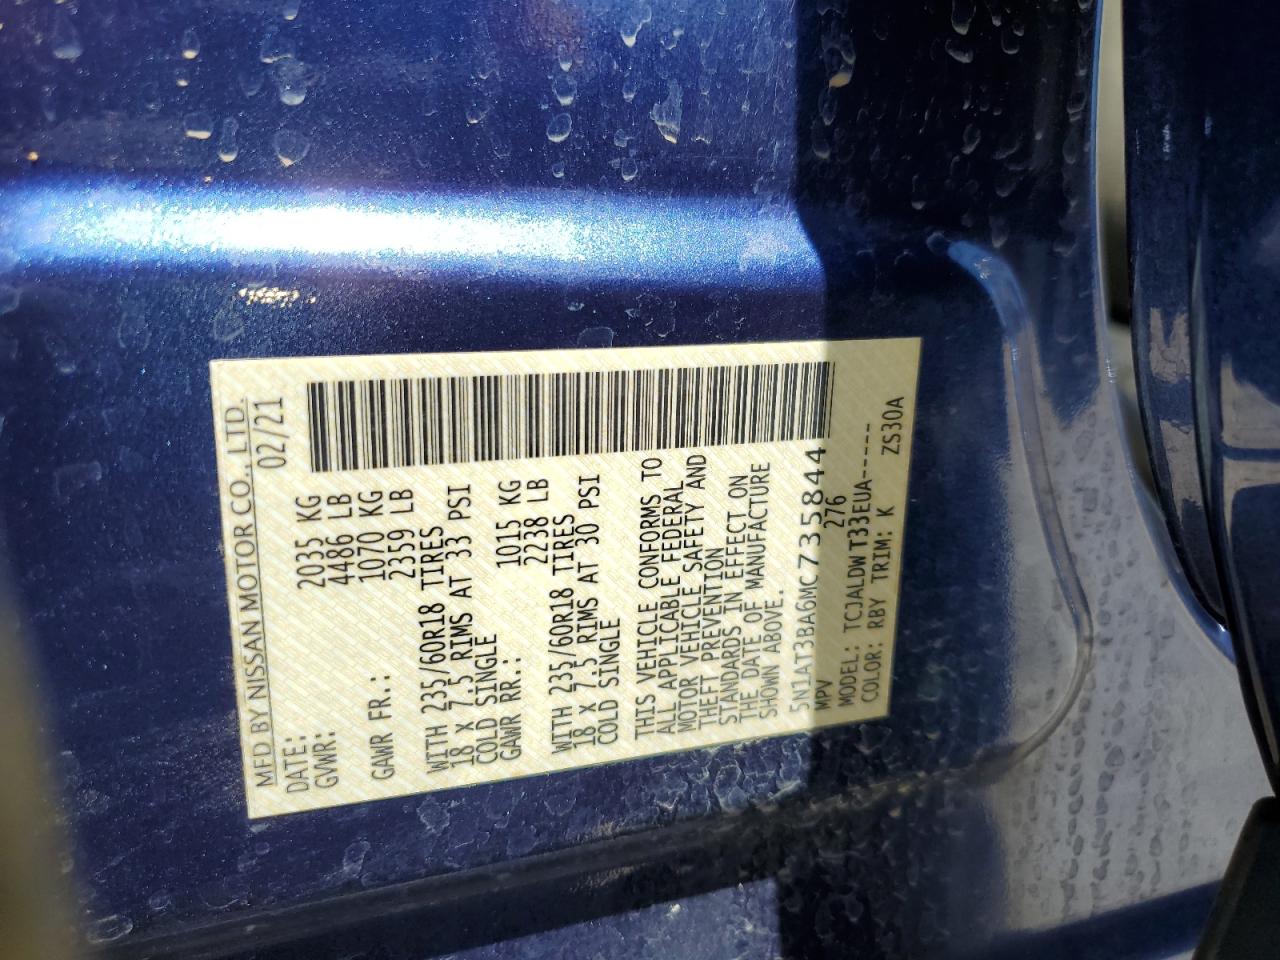 MFD BY NISSAN MOTOR CO., LTD.
DATE: 02/21
GVWR: 2035 KG
4486 LB
GAWR FR.: 1070 KG
2359 LB
WITH 235/60R18 TIRES
18 X 7.5 RIMS AT 33 PSI
COLD SINGLE
GAWR RR.: 1015 KG
2238 LB
WITH 235/60R18 TIRES
18 X 7.5 RIMS AT 30 PSI
COLD SINGLE
THIS VEHICLE CONFORMS TO
ALL APPLICABLE FEDERAL
MOTOR VEHICLE SAFETY AND
THEFT PREVENTION
STANDARDS IN EFFECT ON
THE DATE OF MANUFACTURE
SHOWN ABOVE.
5N1AT3BA6MC735844
MPV 276
MODEL: TCJALDWT33EUA-----
COLOR: RBY TRIM: K ZS30A